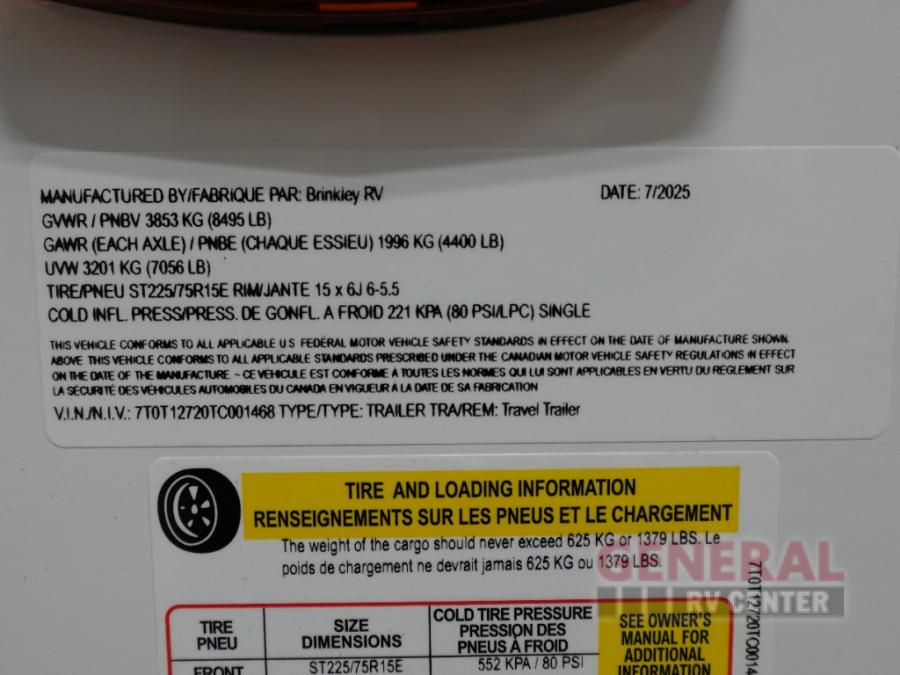 MANUFACTURED BY/FABRIQUE PAR: Brinkley RV DATE: 7/2025
GVWR / PNBV 3853 KG (8495 LB)
GAWR (EACH AXLE) / PNBE (CHAQUE ESSIEU) 1996 KG (4400 LB)
UVW 3201 KG (7056 LB)
TIRE/PNEU ST225/75R15E RIM/JANTE 15 x 6J 6-5.5
COLD INFL. PRESS/PRESS. DE GONFL. A FROID 221 KPA (80 PSI/LPC) SINGLE
THIS VEHICLE CONFORMS TO ALL APPLICABLE U S FEDERAL MOTOR VEHICLE SAFETY STANDARDS IN EFFECT ON THE DATE OF MANUFACTURE SHOWN
ABOVE THIS VEHICLE CONFORMS TO ALL APPLICABLE STANDARDS PRESCRIBED UNDER THE CANADIAN MOTOR VEHICLE SAFETY REGULATIONS IN EFFECT
ON THE DATE OF THE MANUFACTURE - CE VEHICULE EST CONFORME À TOUTES LES NORMES QUI LUI SONT APPLICABLES EN VERTU DU REGLEMENT SUR
LA SÉCURITÉ DES VÉHICULES AUTOMOBILES DU CANADA EN VIGUEUR À LA DATE DE SA FABRICATION
V.I.N./N.I.V.: 7T0T12720TC001468 TYPE/TYPE: TRAILER TRA/REM: Travel Trailer
TIRE AND LOADING INFORMATION
RENSEIGNEMENTS SUR LES PNEUS ET LE CHARGEMENT
The weight of the cargo should never exceed 625 KG or 1379 LBS. Le
poids de chargement ne devrait jamais 625 KG ou 1379 LBS.
TIRE
PNEU
SIZE
DIMENSIONS
COLD TIRE PRESSURE
PRESSION DES
PNEUS À FROID
SEE OWNER'S
MANUAL FOR
ADDITIONAL
INFORMATION
FRONT
ST225/75R15E
552 KPA / 80 PSI
7T0T12720TC0014
GENERAL
RV CENTER